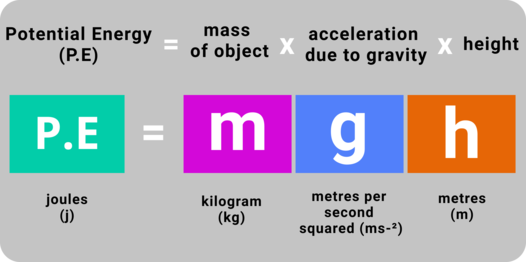 Potential Energy = mass x acceleration x height
(P.E) of object due to gravity
P.E = m g h
joules kilogram metres per metres
(j) (kg) second (m)
squared (ms-²)